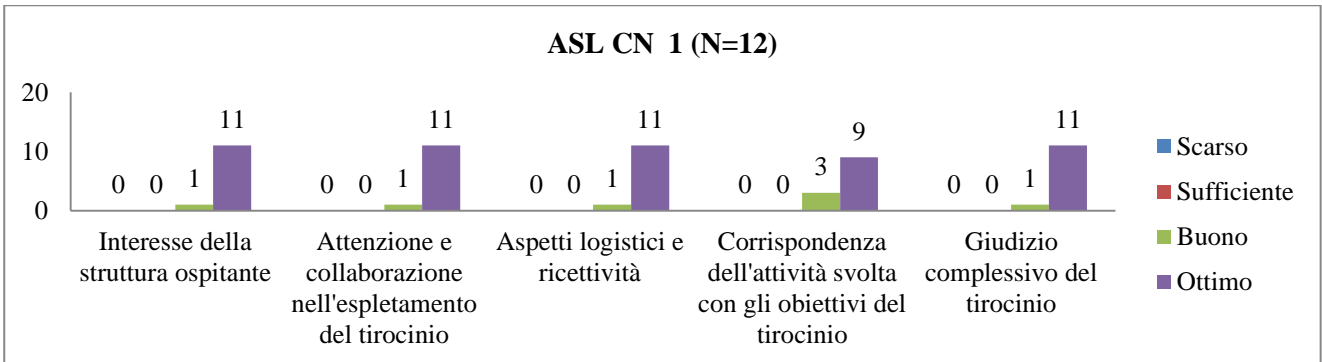 ASL CN 1 (N=12)
20
10
0
0 0 1 11
0 0 1 11
0 0 1 11
0 0 3 9
0 0 1 11
Interesse della
struttura ospitante
Attenzione e
collaborazione
nell'espletamento
del tirocinio
Aspetti logistici e
ricettività
Corrispondenza
dell'attività svolta
con gli obiettivi del
tirocinio
Giudizio
complessivo del
tirocinio
Scarso
Sufficiente
Buono
Ottimo